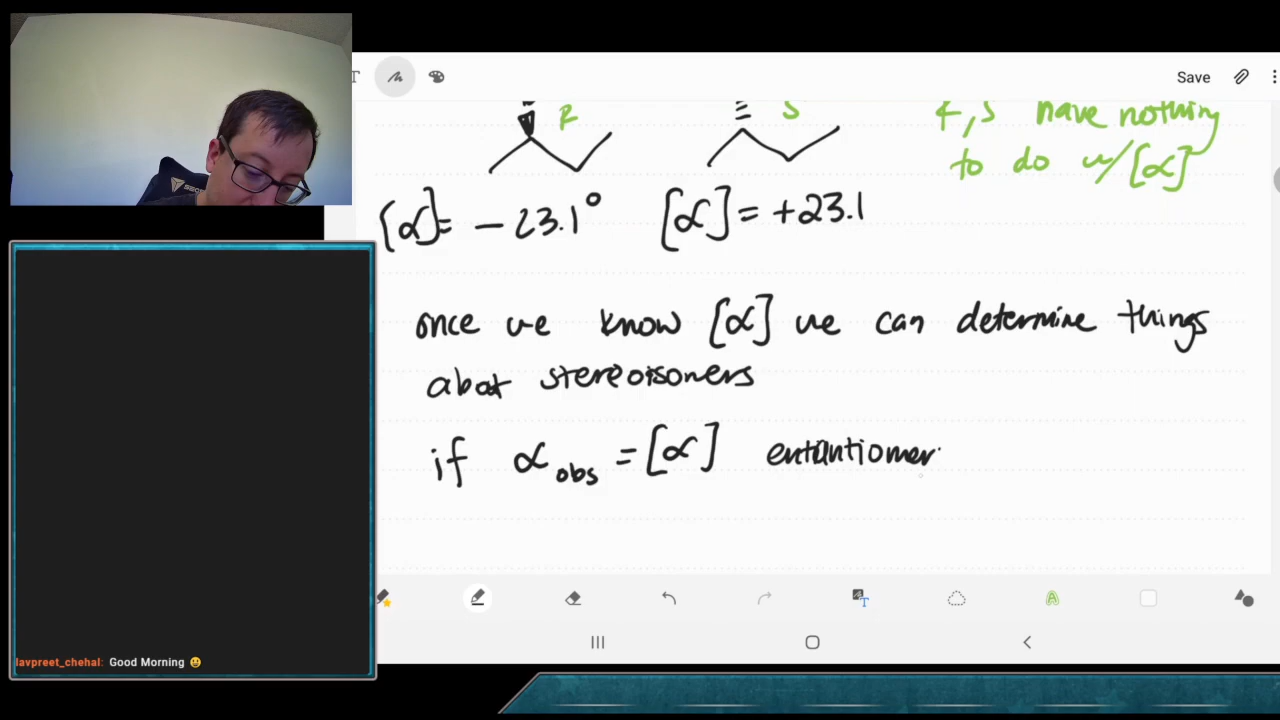 T
Save
R
S
R,S have nothing
to do w/ [α]
[α]= -23.1°
[α] = +23.1
once we know [α] we can determine things
about stereoisomers
if α obs = [α] entantiomer
A
T
lavpreet_chehal: Good Morning 😃